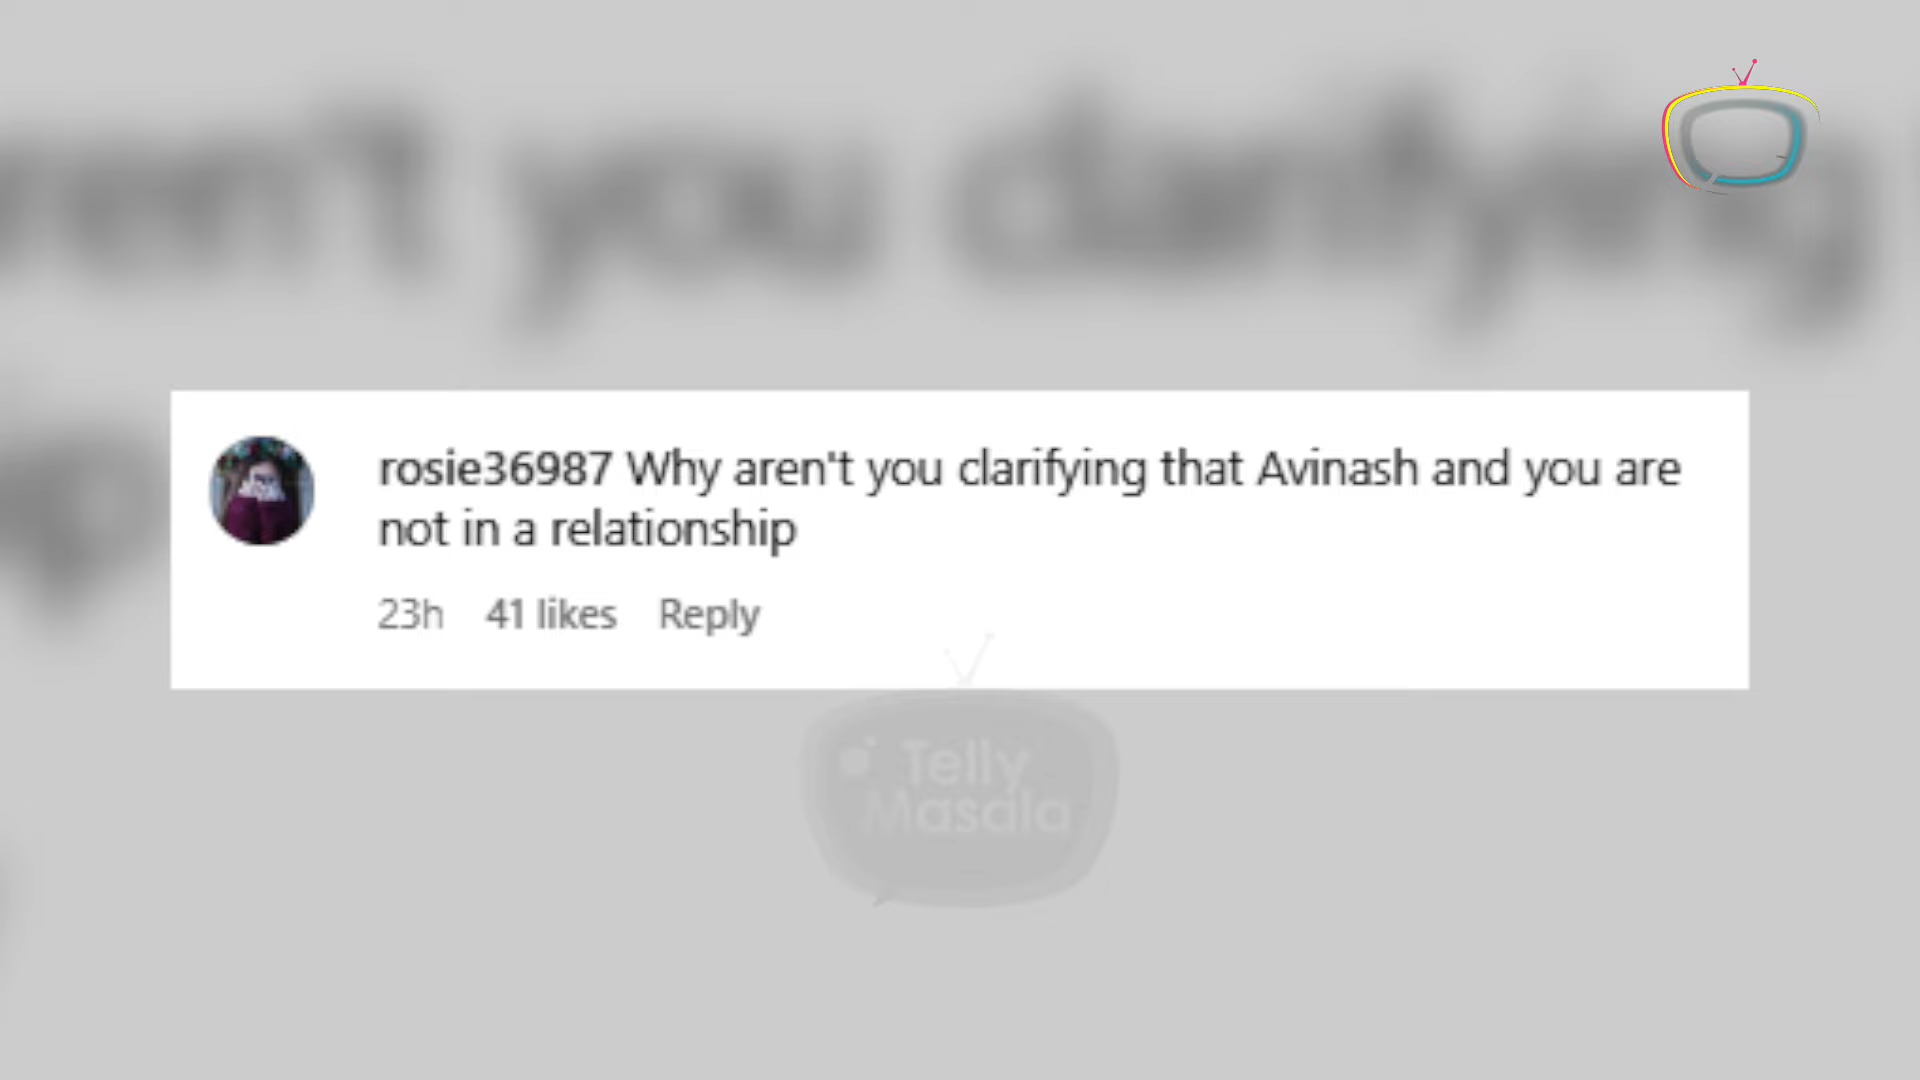 rosie36987 Why aren't you clarifying that Avinash and you are
not in a relationship
23h 41 likes Reply
Telly
Masala